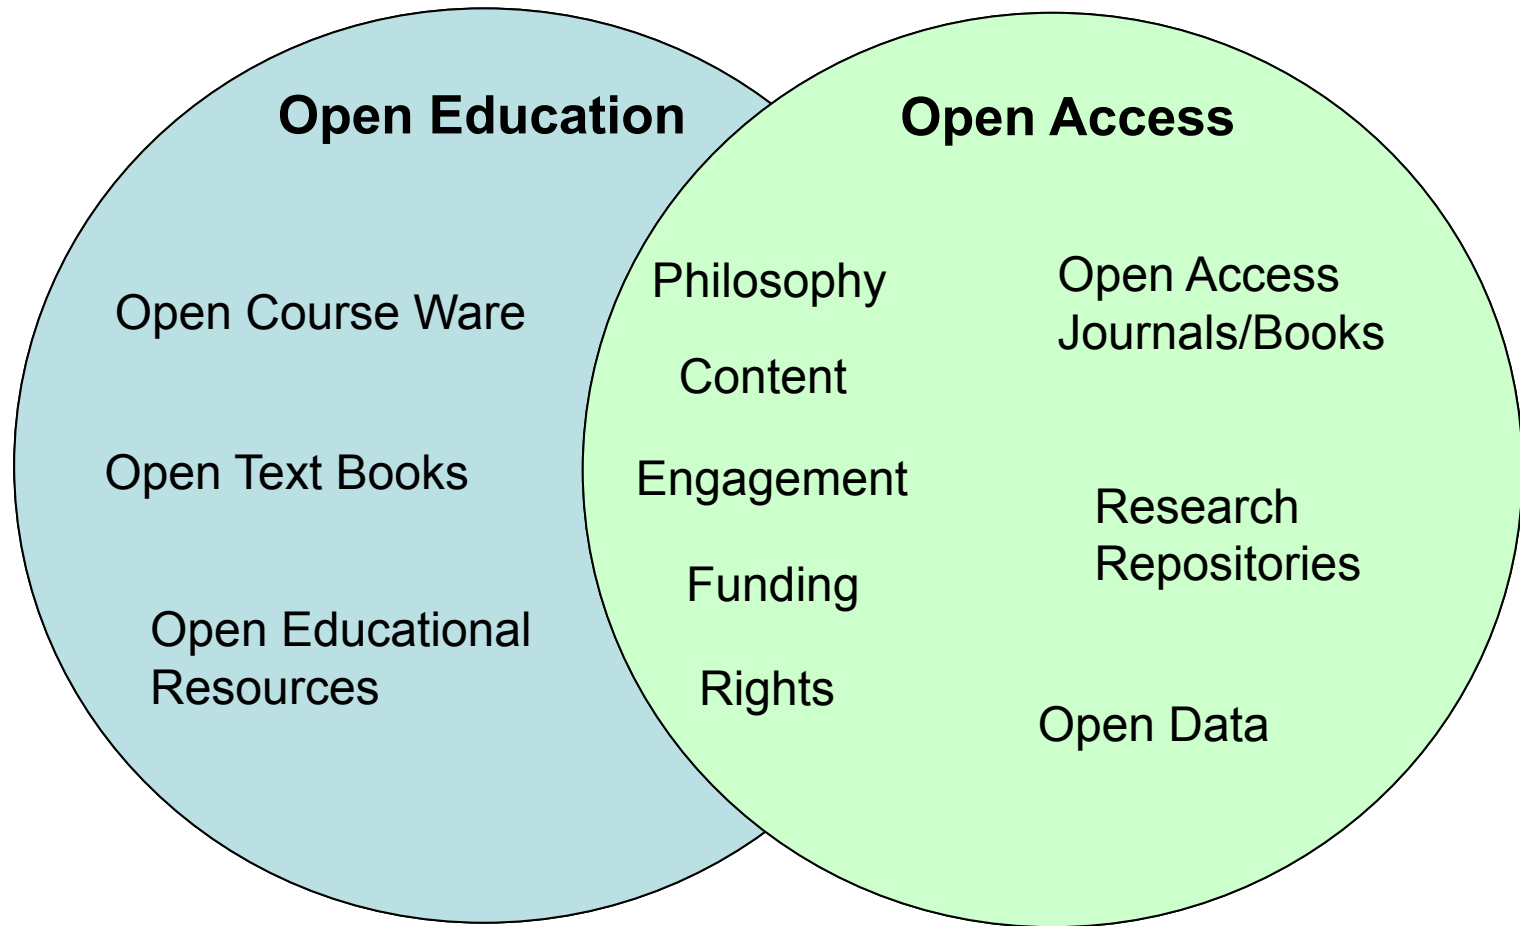 Open Education
Open Course Ware
Open Text Books
Open Educational
Resources
Philosophy
Content
Engagement
Funding
Rights
Open Access
Open Access
Journals/Books
Research
Repositories
Open Data